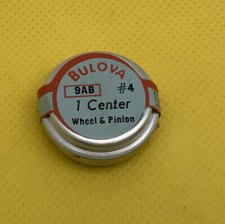 BULOVA
9AB #4
1 Center
Wheel & Pinion